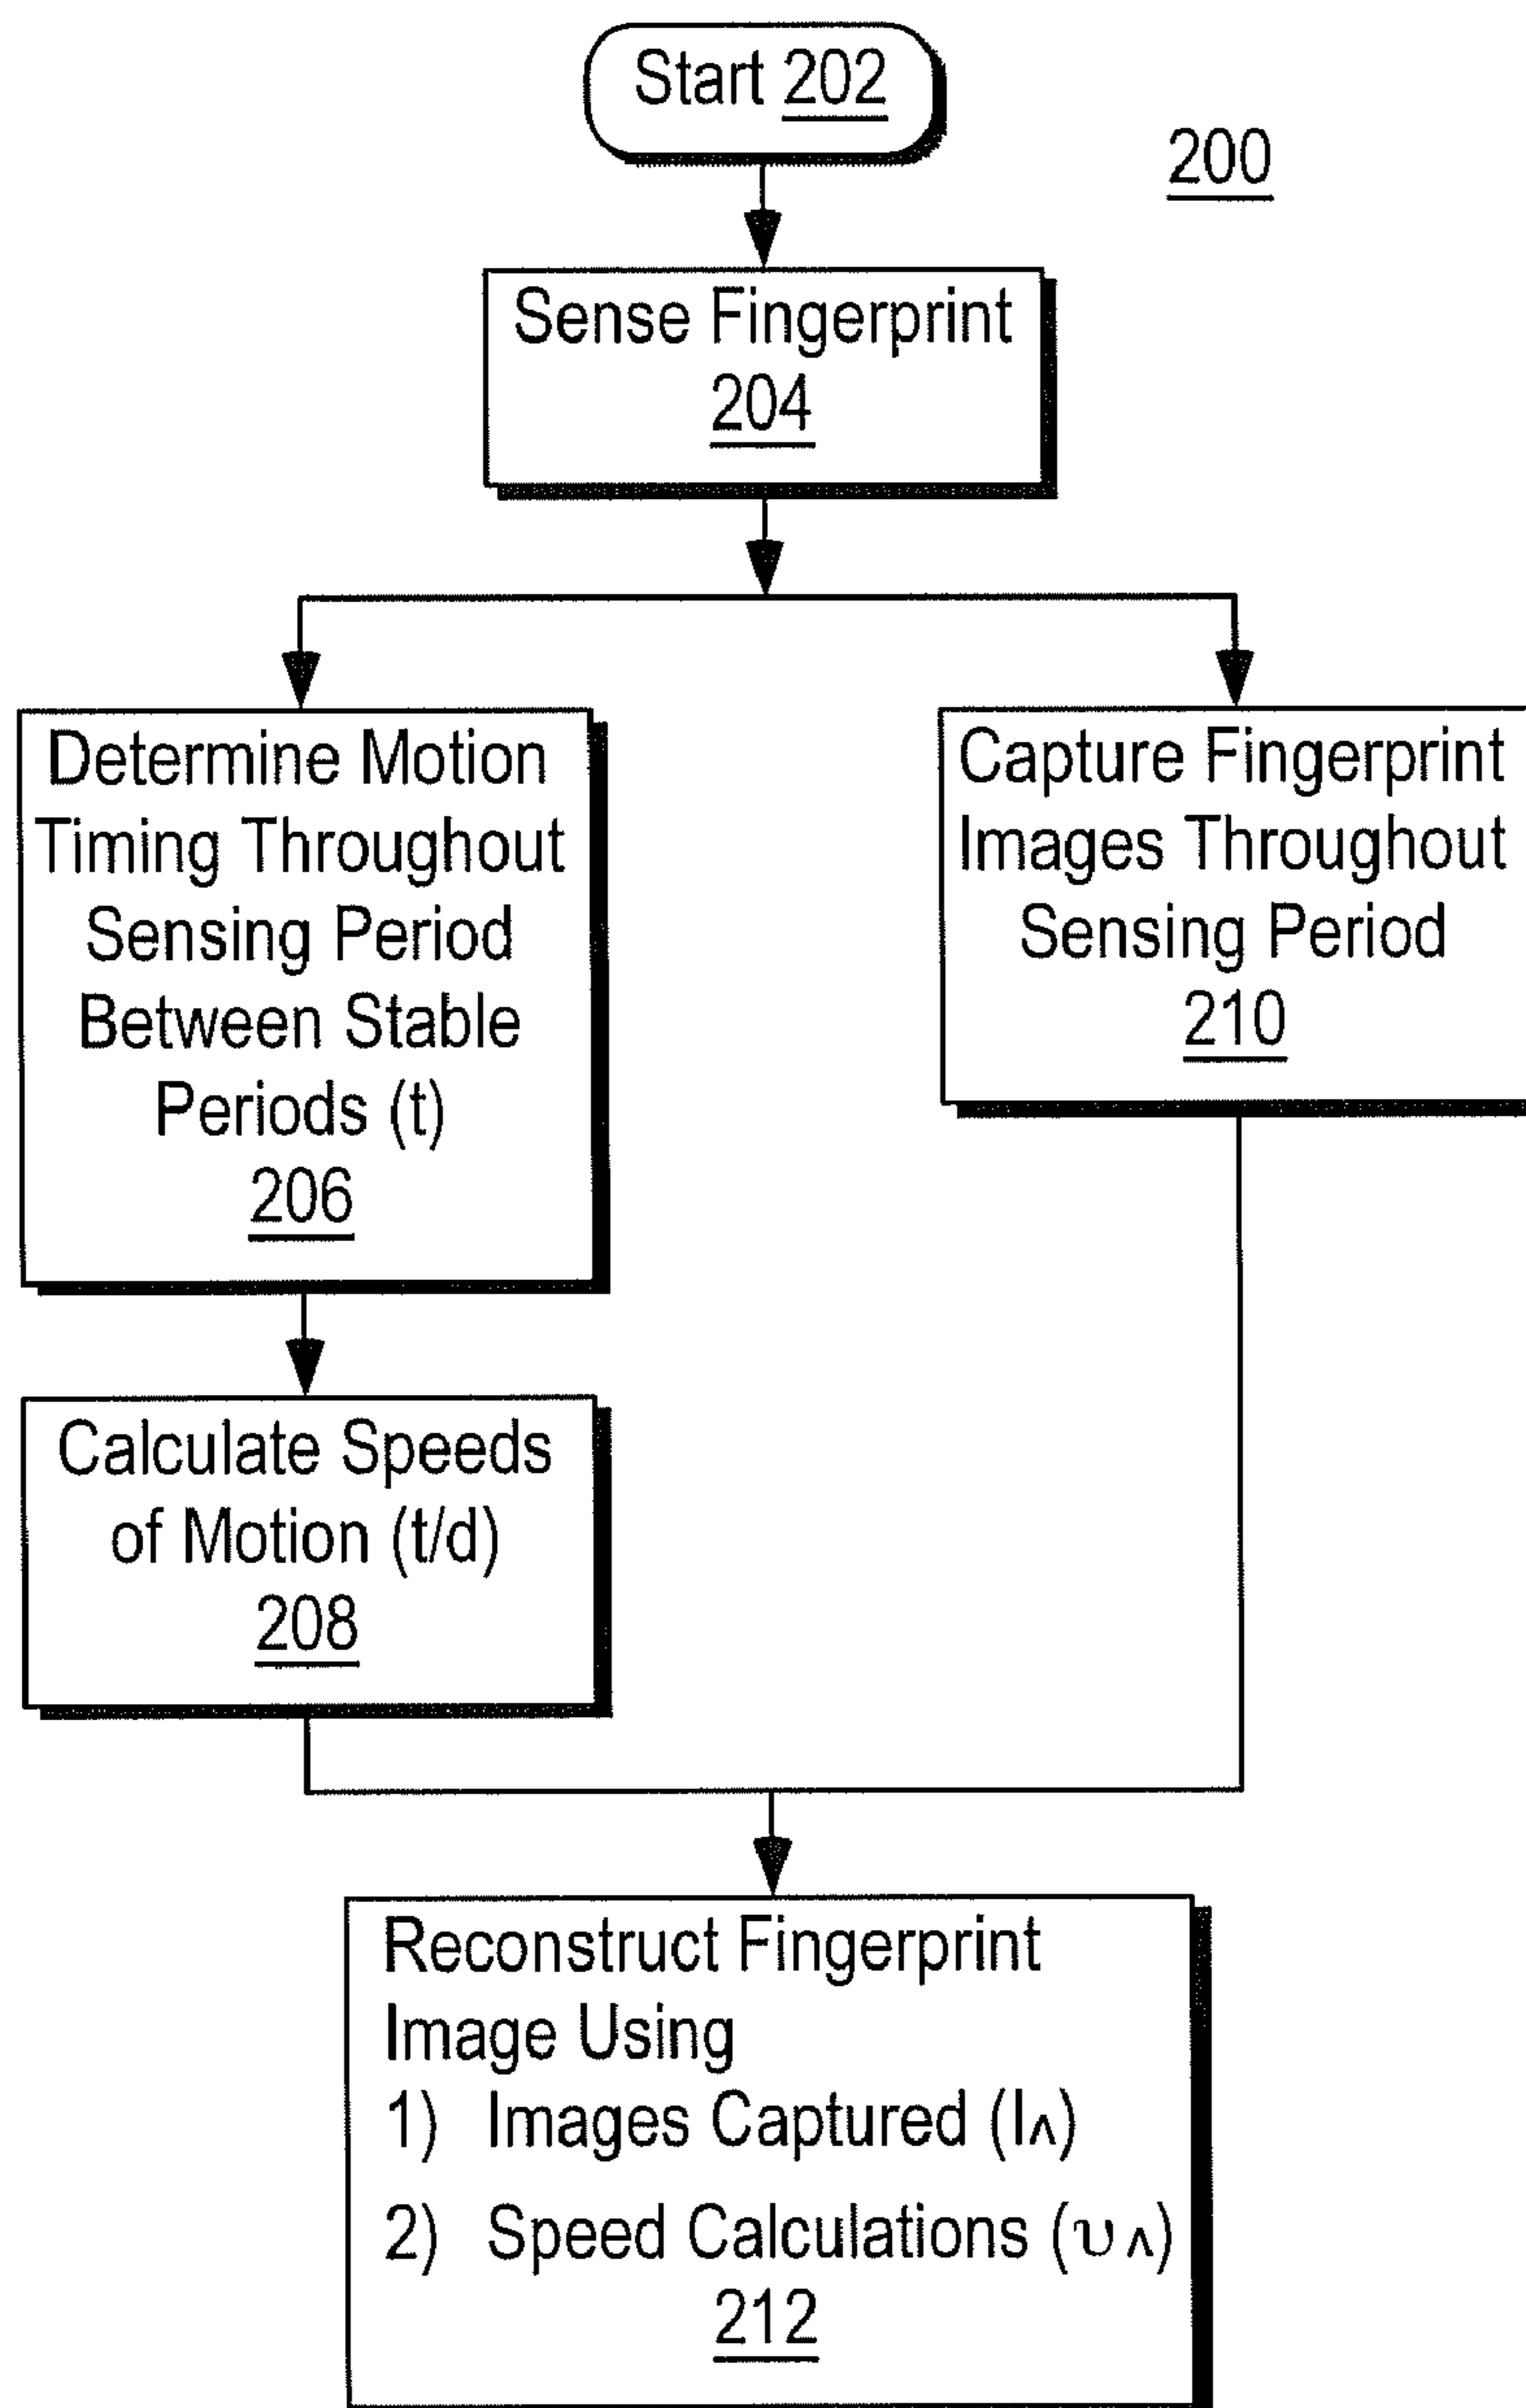 Start 202
200
Sense Fingerprint
204
Determine Motion
Timing Throughout
Sensing Period
Between Stable
Periods (t)
206
Capture Fingerprint
Images Throughout
Sensing Period
210
Calculate Speeds
of Motion (t/d)
208
Reconstruct Fingerprint
Image Using
1) Images Captured (I∧)
2) Speed Calculations (υ∧)
212